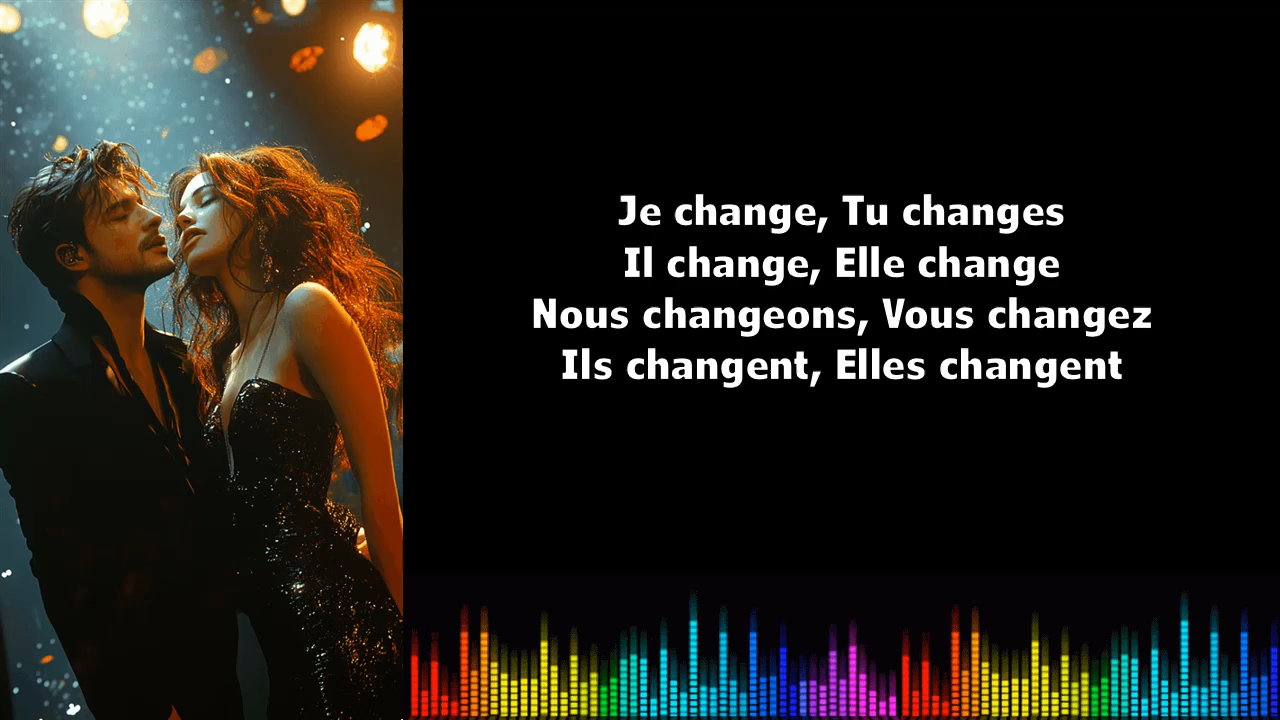 Je change, Tu changes
Il change, Elle change
Nous changeons, Vous changez
Ils changent, Elles changent